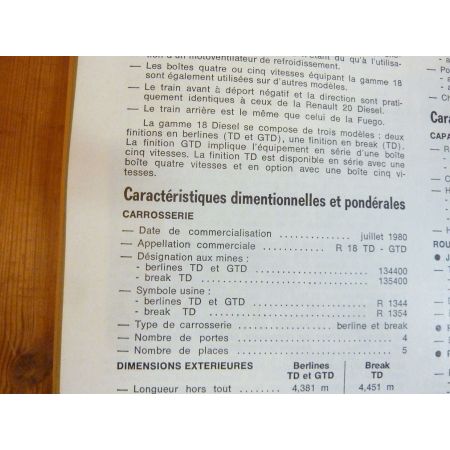 tion d'un motoventilateur de refroidissement.
qu'à l'utilisa-
— Les boîtes quatre ou cinq vitesses équipant la gamme 18
sont également utilisées sur d'autres modèles.
— Le train avant à déport négatif et la direction sont prati-
quement identiques à ceux de la Renault 20 Diesel.
— Le train arrière est le même que celui de la Fuego.
La gamme 18 Diesel se compose de trois modèles : deux
finitions en berlines (TD et GTD), une finition en break (TD).
La finition GTD implique l'équipement en série d'une boîte
cinq vitesses. La finition TD est disponible en série avec une
boîte quatre vitesses et en option avec une boîte cinq vi-
tesses.
Caractéristiques dimentionnelles et pondérales
CARROSSERIE
— Date de commercialisation .............. juillet 1980
— Appellation commerciale ............ R 18 TD - GTD
— Désignation aux mines :
- berlines TD et GTD ........................ 134400
- break TD .................................. 135400
— Symbole usine :
- berlines TD et GTD ........................ R 1344
- break TD .................................. R 1354
— Type de carrosserie .................. berline et break
— Nombre de portes .............................. 4
— Nombre de places .............................. 5
DIMENSIONS EXTERIEURES Berlines Break
TD et GTD TD
— Longueur hors tout ........ 4,381 m 4,451 m
Cara
CAPA
ROU